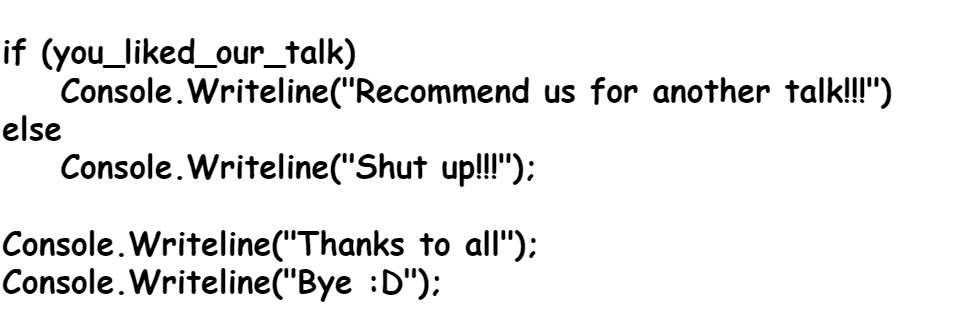 if (you_liked_our_talk)
Console.Writeline("Recommend us for another talk!!!")
else
Console.Writeline("Shut up!!!");
Console.Writeline("Thanks to all");
Console.Writeline("Bye :D");